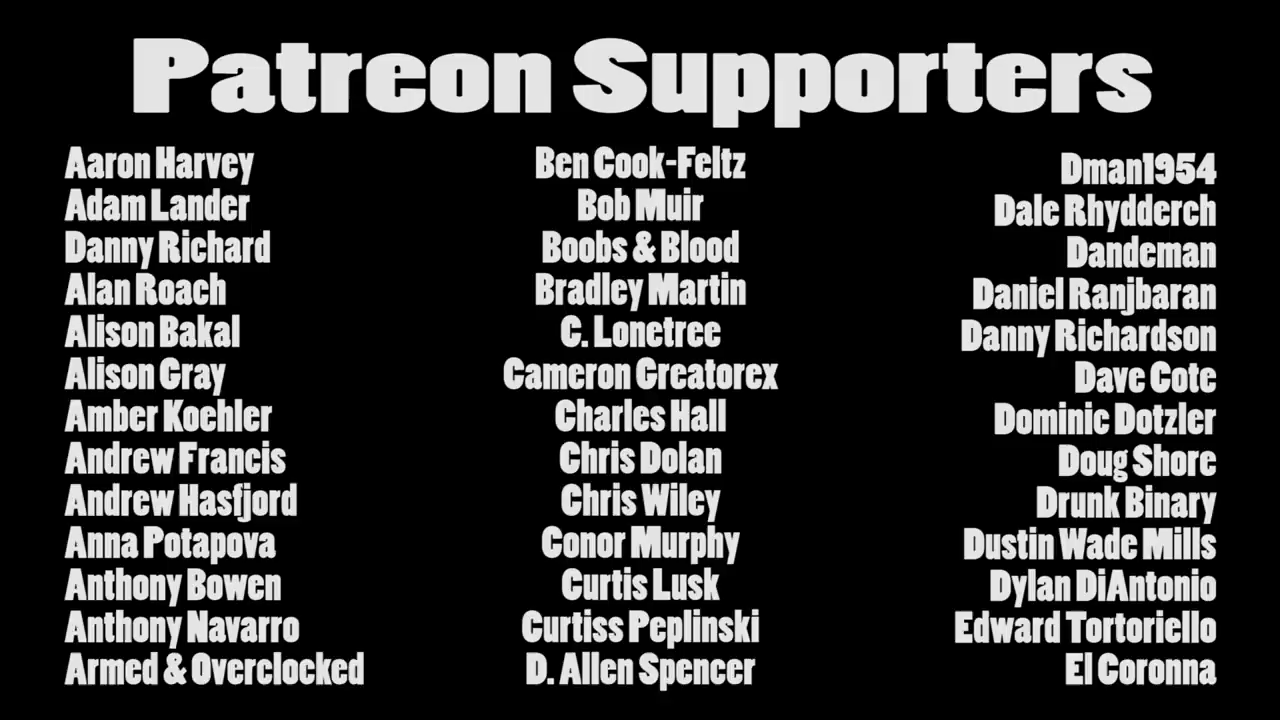 Patreon Supporters
Aaron Harvey
Adam Lander
Danny Richard
Alan Roach
Alison Bakal
Alison Gray
Amber Koehler
Andrew Francis
Andrew Hasfjord
Anna Potapova
Anthony Bowen
Anthony Navarro
Armed & Overclocked
Ben Cook-Feltz
Bob Muir
Boobs & Blood
Bradley Martin
C. Lonetree
Cameron Greatorex
Charles Hall
Chris Dolan
Chris Wiley
Conor Murphy
Curtis Lusk
Curtiss Peplinski
D. Allen Spencer
Dman1954
Dale Rhydderch
Dandeman
Daniel Ranjbaran
Danny Richardson
Dave Cote
Dominic Dotzler
Doug Shore
Drunk Binary
Dustin Wade Mills
Dylan DiAntonio
Edward Tortoriello
El Coronna